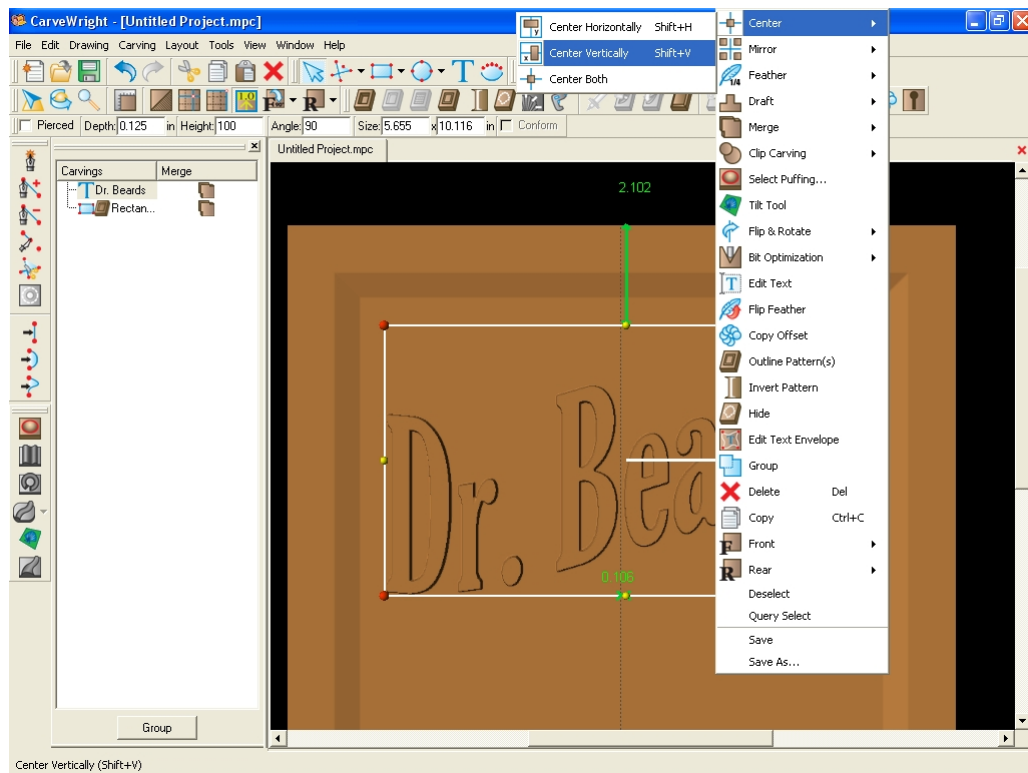 CarveWright - [Untitled Project.mpc]
File Edit Drawing Carving Layout Tools View Window Help
Center Horizontally Shift+H
Center Vertically Shift+V
Center Both
Pierced Depth: 0.125 in Height: 100 Angle: 90 Size: 5.655 x 10.116 in Conform
Carvings Merge
Dr. Beards
Rectan...
Group
Untitled Project.mpc
2.102
Dr. Bea
0.106
Center
Mirror
Feather
Draft
Merge
Clip Carving
Select Puffing...
Tilt Tool
Flip & Rotate
Bit Optimization
Edit Text
Flip Feather
Copy Offset
Outline Pattern(s)
Invert Pattern
Hide
Edit Text Envelope
Group
Delete Del
Copy Ctrl+C
Front
Rear
Deselect
Query Select
Save
Save As...
Center Vertically (Shift+V)